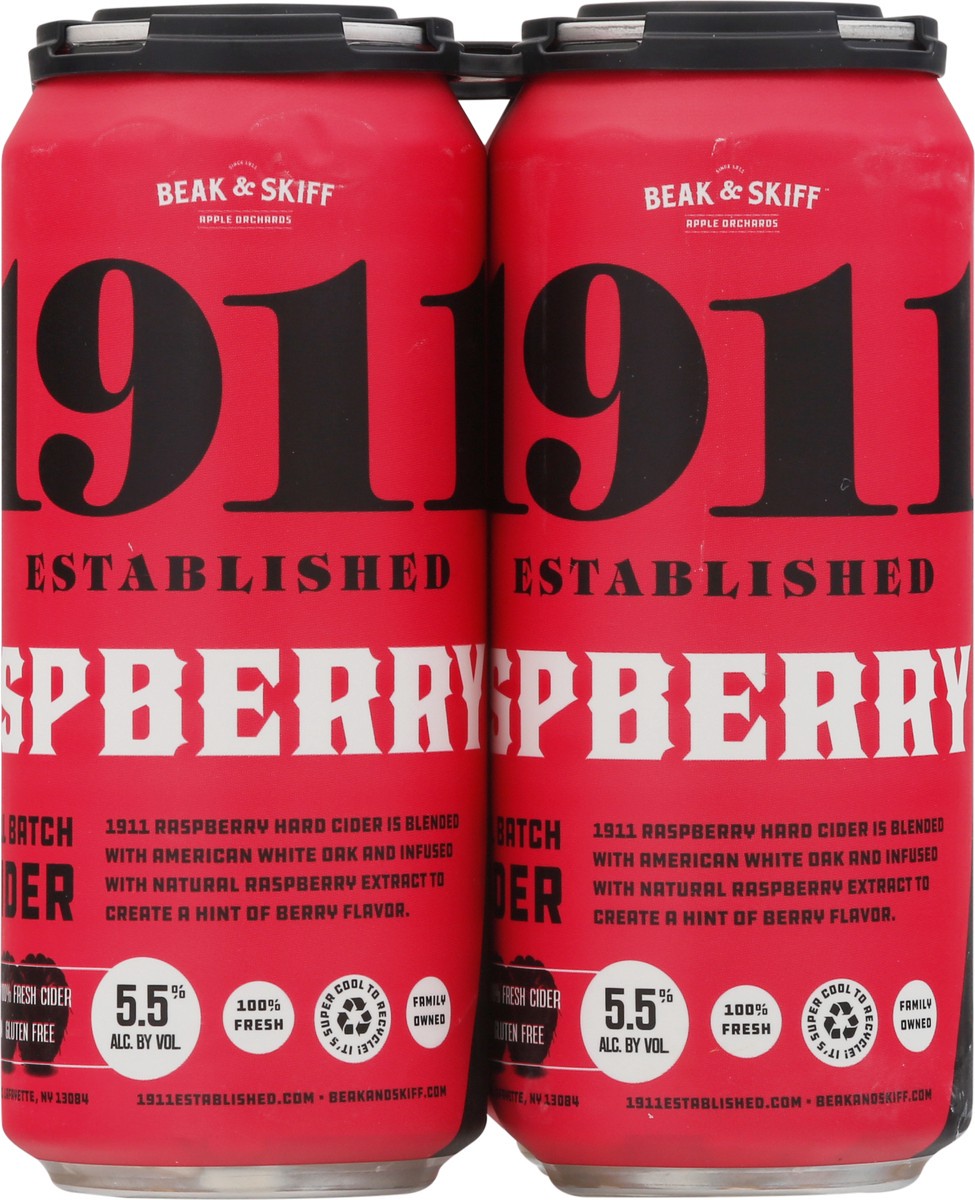 SINCE 1911
BEAK & SKIFF
APPLE ORCHARDS
1911
ESTABLISHED
SPBERRY
BATCH
DER
1911 RASPBERRY HARD CIDER IS BLENDED
WITH AMERICAN WHITE OAK AND INFUSED
WITH NATURAL RASPBERRY EXTRACT TO
CREATE A HINT OF BERRY FLAVOR.
FRESH CIDER
GLUTEN FREE
5.5%
ALC. BY VOL.
100%
FRESH
IT'S SUPER COOL TO RECYCLE!
FAMILY
OWNED
LAFAYETTE, NY 13084
1911ESTABLISHED.COM • BEAKANDSKIFF.COM
SINCE 1911
BEAK & SKIFF
APPLE ORCHARDS
1911
ESTABLISHED
SPBERRY
BATCH
DER
1911 RASPBERRY HARD CIDER IS BLENDED
WITH AMERICAN WHITE OAK AND INFUSED
WITH NATURAL RASPBERRY EXTRACT TO
CREATE A HINT OF BERRY FLAVOR.
FRESH CIDER
GLUTEN FREE
5.5%
ALC. BY VOL.
100%
FRESH
IT'S SUPER COOL TO RECYCLE!
FAMILY
OWNED
NY 13084
1911ESTABLISHED.COM • BEAKANDSKIFF.COM